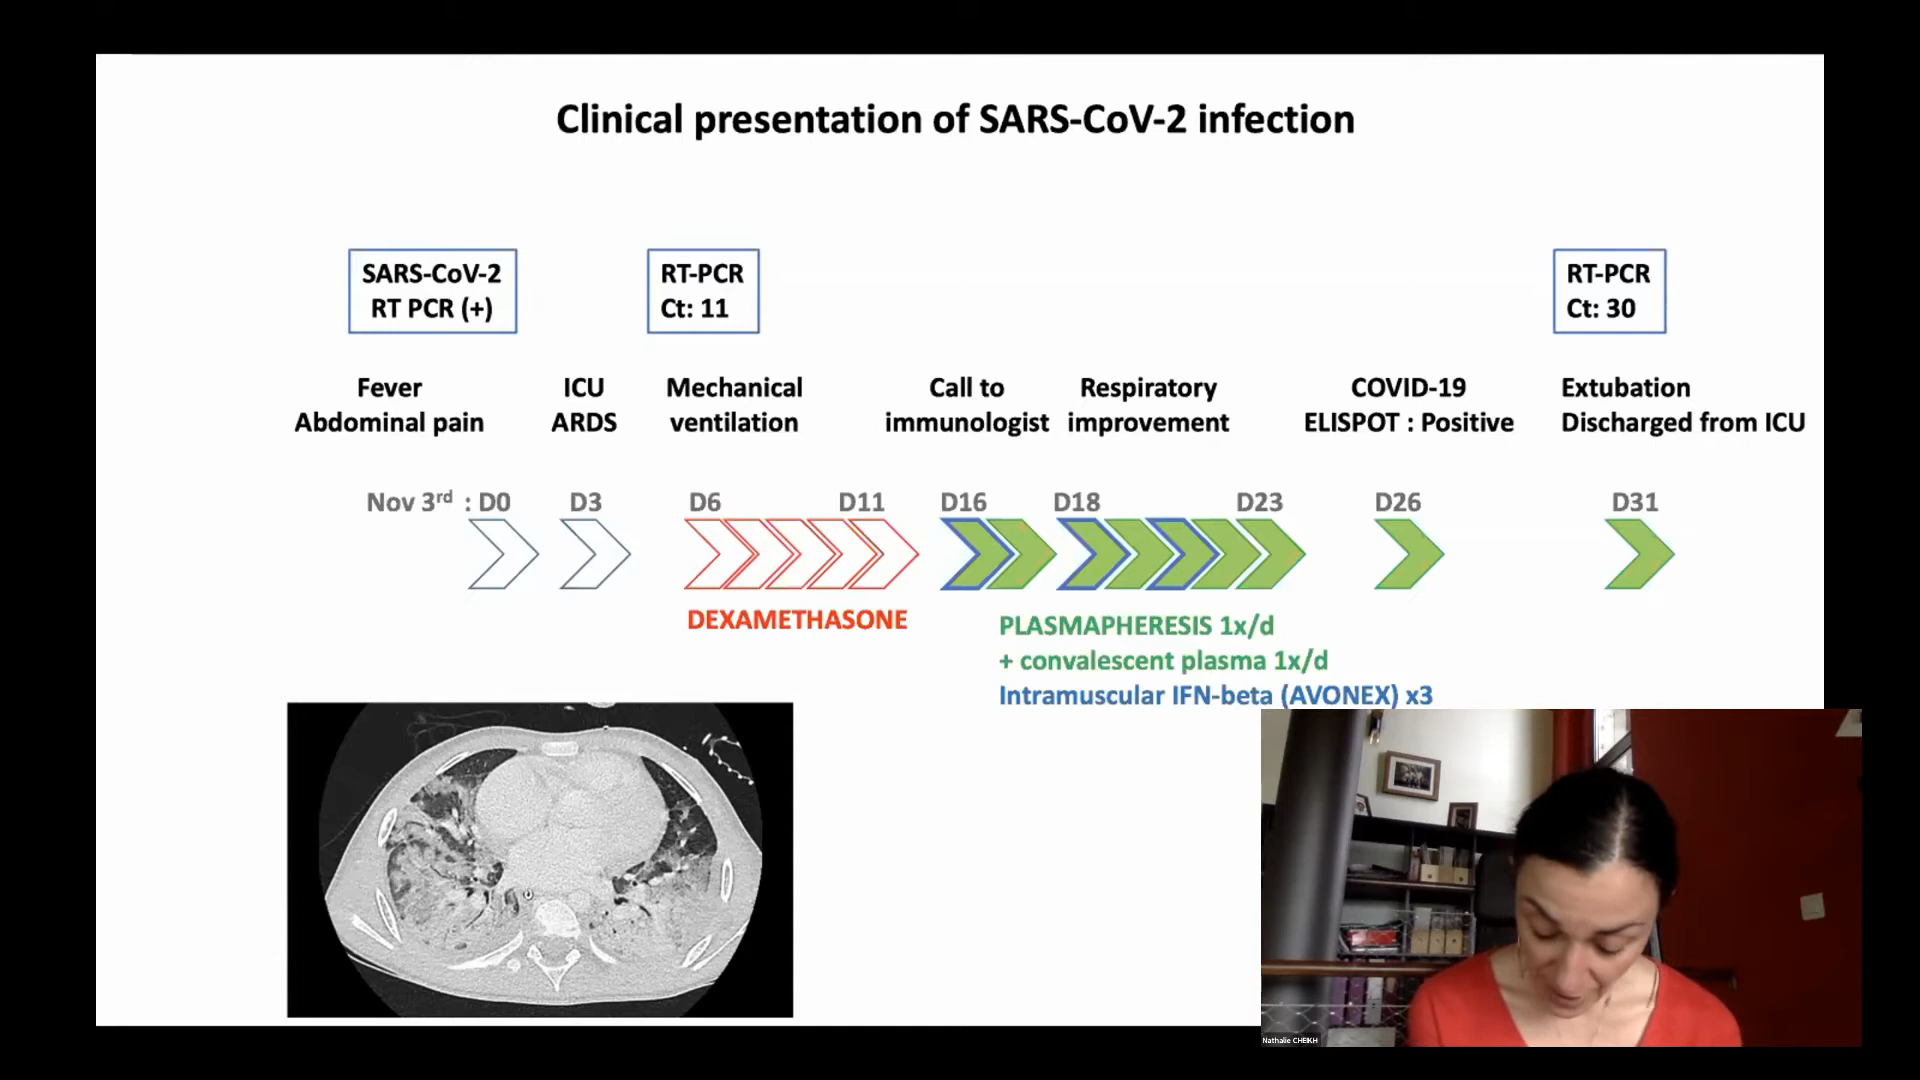 Clinical presentation of SARS-CoV-2 infection
SARS-CoV-2
RT PCR (+)
RT-PCR
Ct: 11
RT-PCR
Ct: 30
Fever
Abdominal pain
ICU
ARDS
Mechanical
ventilation
Call to
immunologist
Respiratory
improvement
COVID-19
ELISPOT : Positive
Extubation
Discharged from ICU
Nov 3rd : D0
D3
D6
D11
D16
D18
D23
D26
D31
DEXAMETHASONE
PLASMAPHERESIS 1x/d
+ convalescent plasma 1x/d
Intramuscular IFN-beta (AVONEX) x3
Nathalie CHEIKH